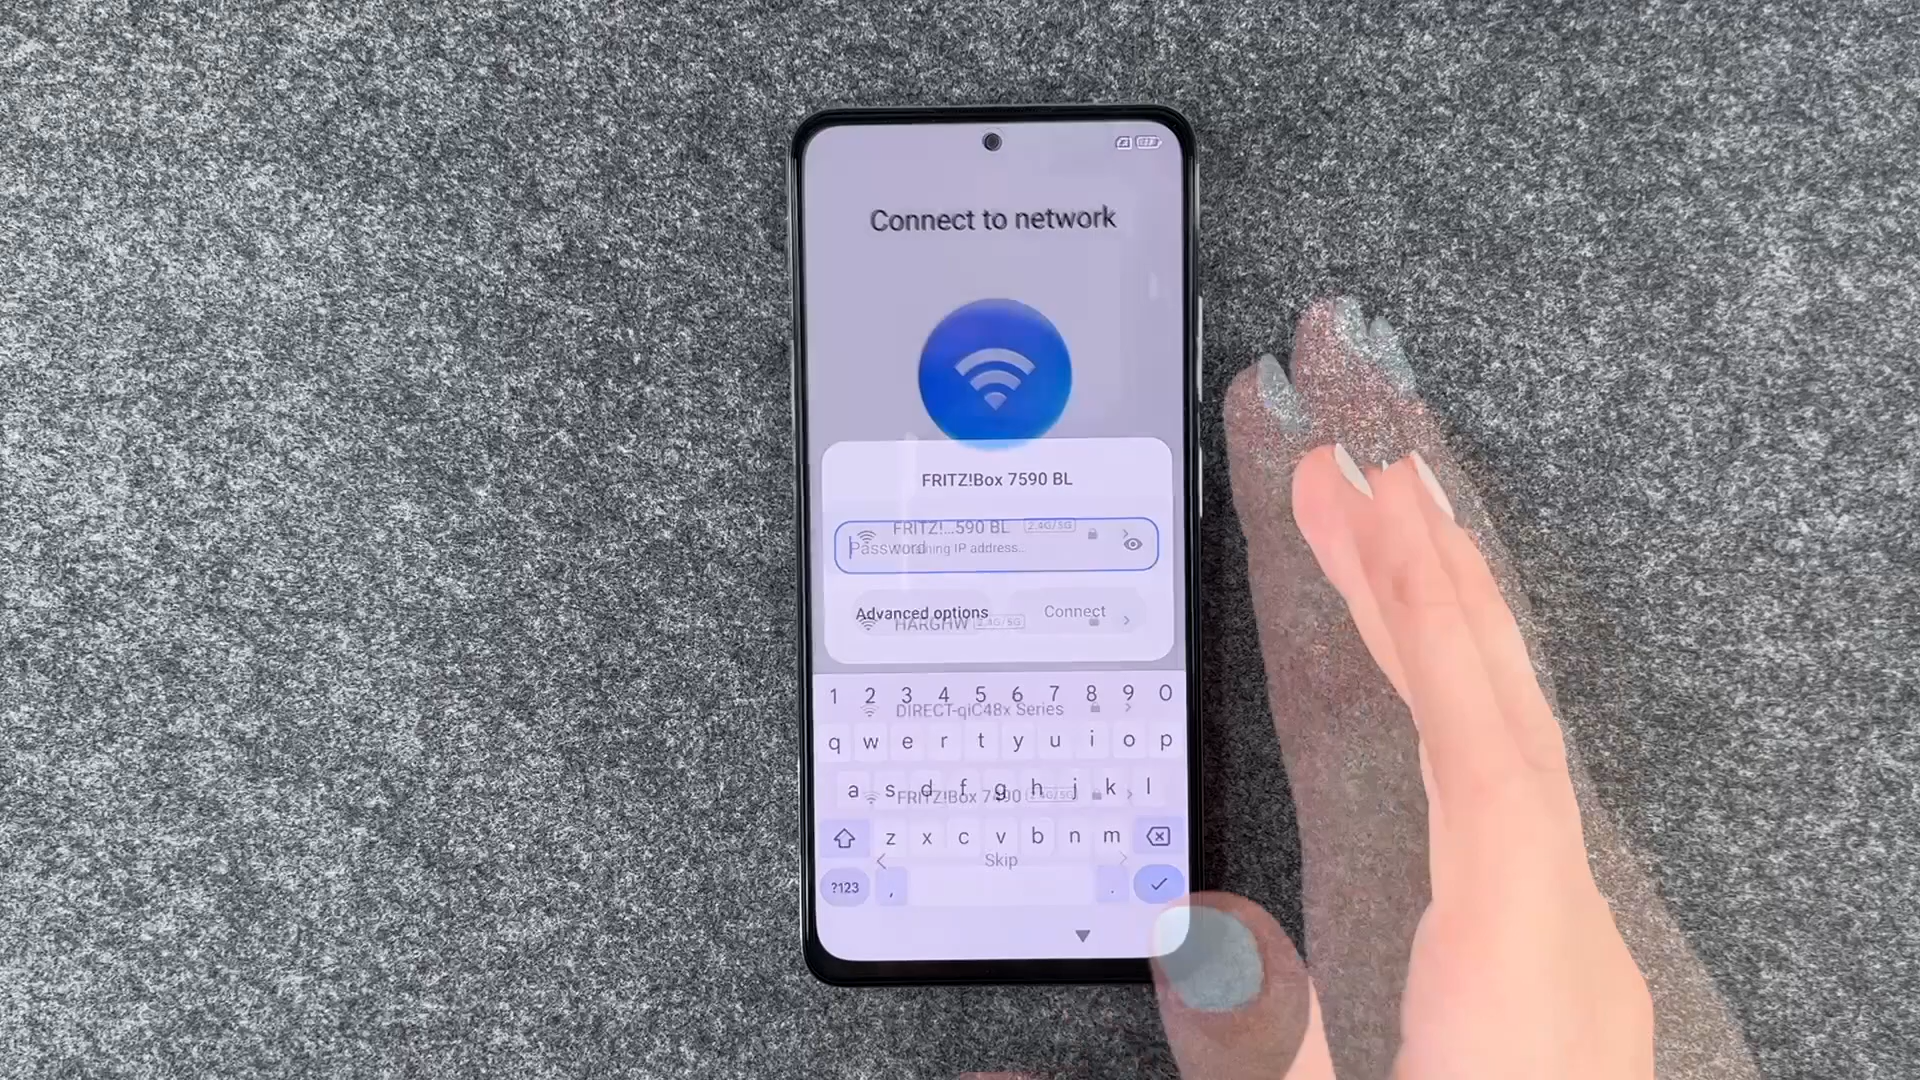 Connect to network
FRITZ!Box 7590 BL
FRITZ!...590 BL 2.4G/5G
Password
IP address...
Advanced options
Connect
HARGHW 2.4G/5G
1 2 3 4 5 6 7 8 9 0
DIRECT-qiC48x Series
q w e r t y u i o p
a s d f g h j k l
FRITZ!Box 7490 2.4G/5G
z x c v b n m
Skip
?123 , .